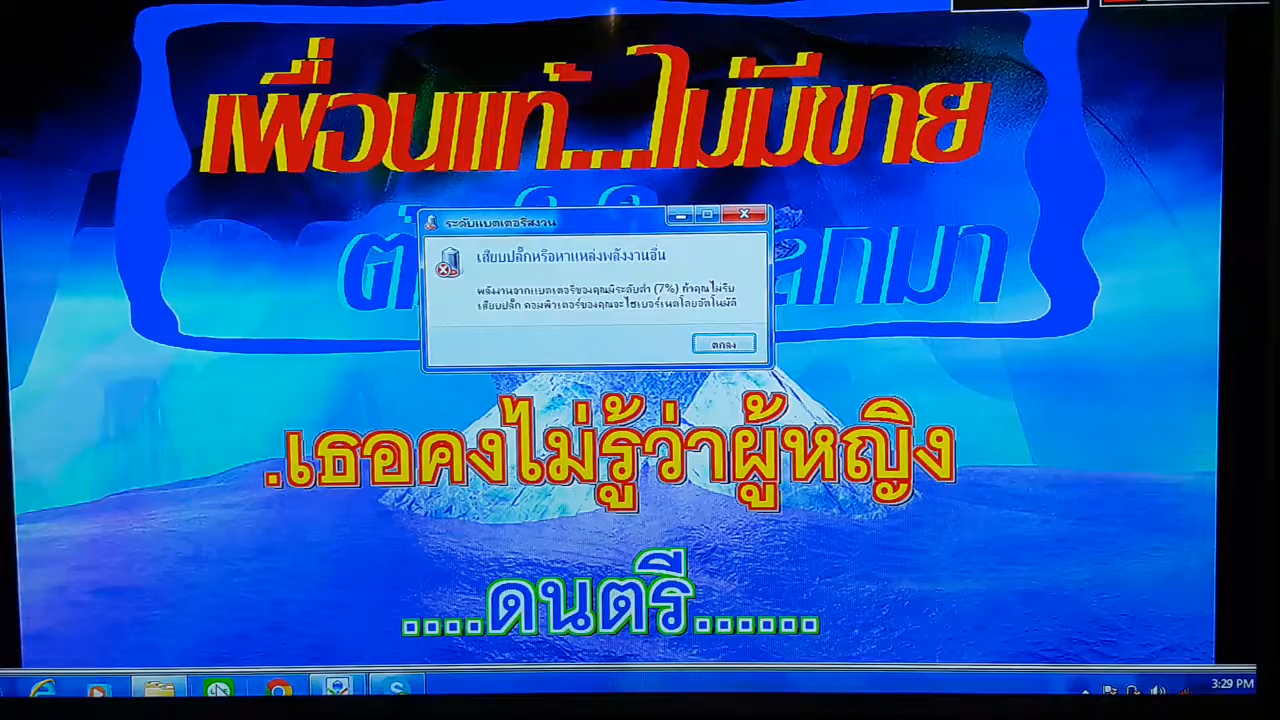 เพื่อนแท้....ไม่มีขาย
ระดับแบตเตอรี่สงวน
เสียบปลั๊กหรือหาแหล่งพลังงานอื่น
พลังงานจากแบตเตอรี่ของคุณมีระดับต่ำ (7%) ถ้าคุณไม่รีบ
เสียบปลั๊ก คอมพิวเตอร์ของคุณจะไฮเบอร์เนตโดยอัตโนมัติ
ตกลง
.เธอคงไม่รู้ว่าผู้หญิง
....ดนตรี......
3:29 PM